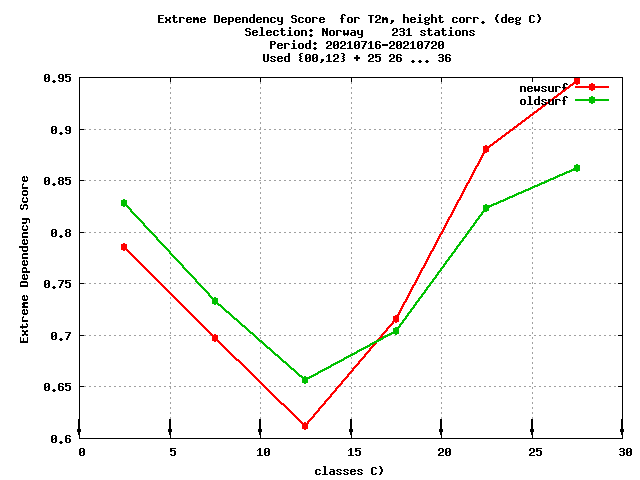 Extreme Dependency Score  for T2m, height corr. (deg C)
Selection: Norway    231 stations
Period: 20210716-20210720
Used {00,12} + 25 26 ... 36
newsurf
oldsurf
0.95
0.9
0.85
0.8
0.75
0.7
0.65
0.6
Extreme Dependency Score
0 5 10 15 20 25 30
classes C)